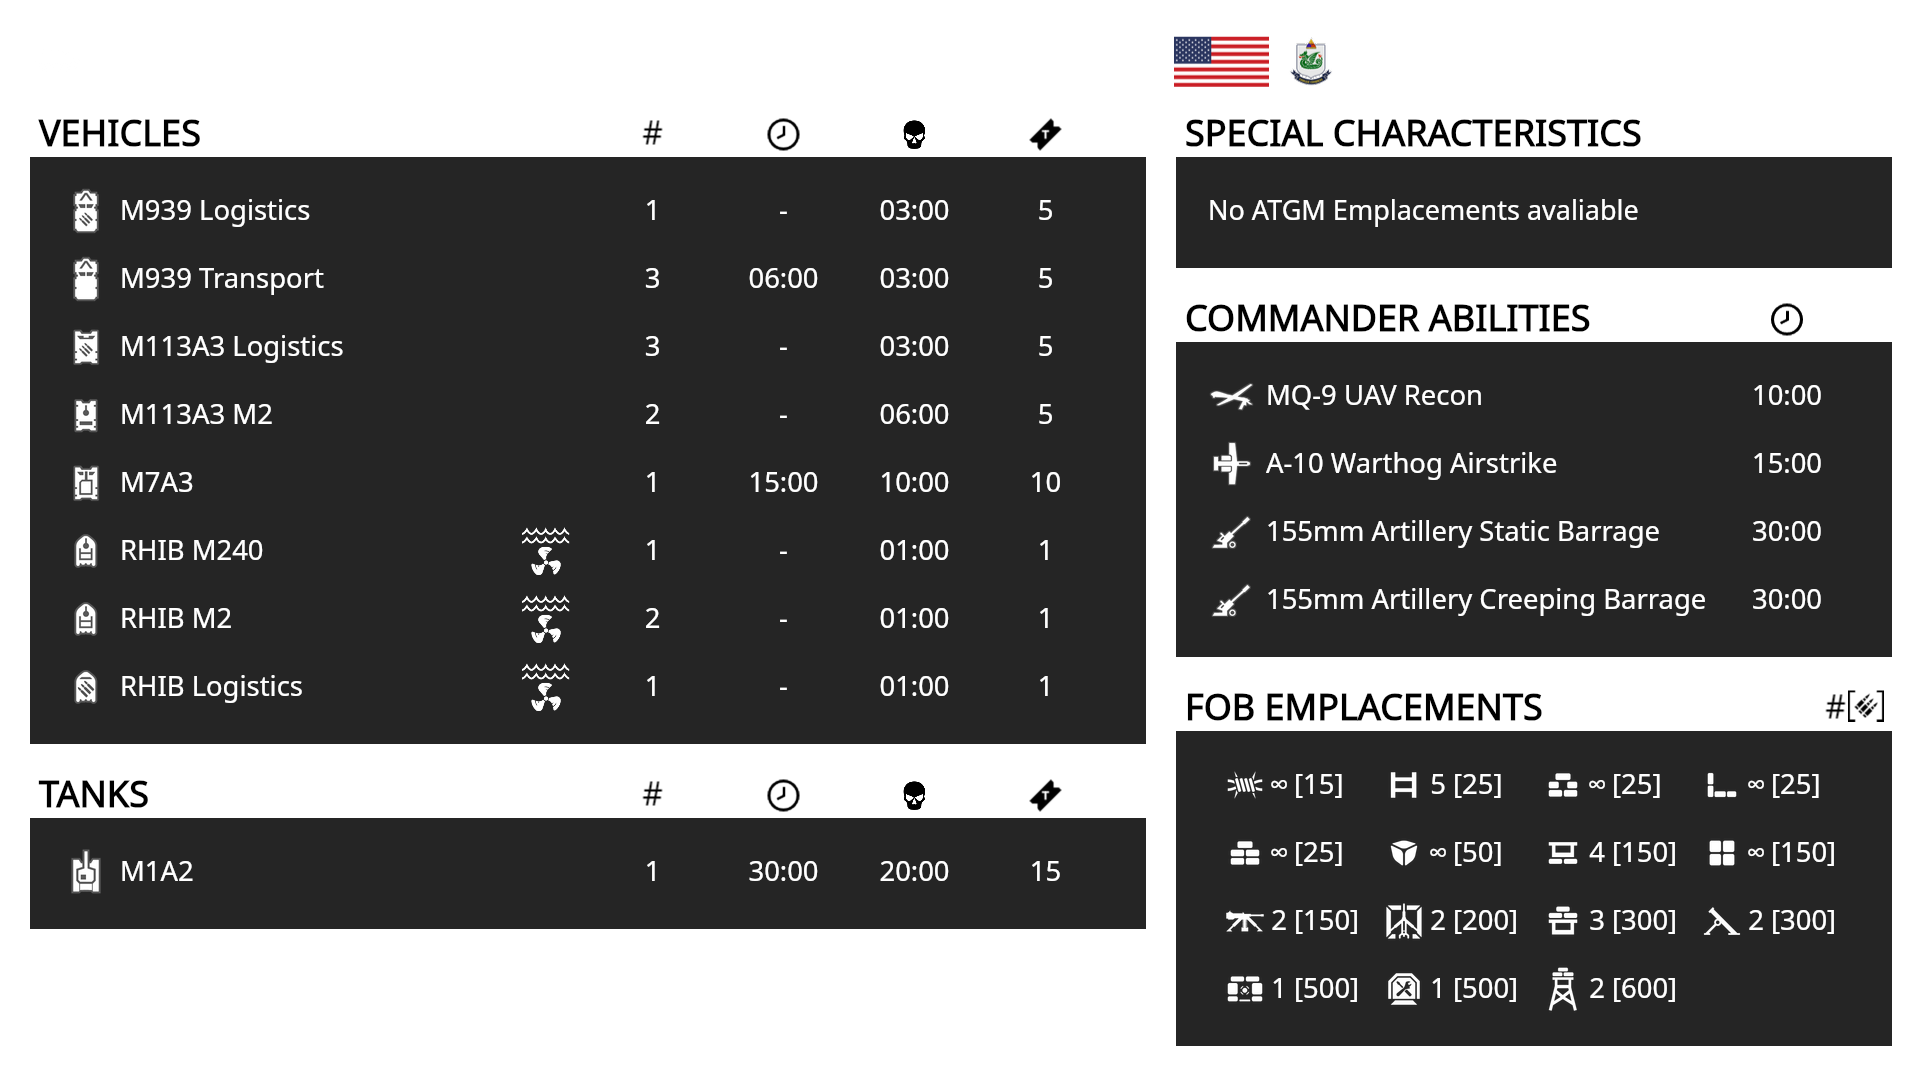 VEHICLES #
M939 Logistics 1 - 03:00 5
M939 Transport 3 06:00 03:00 5
M113A3 Logistics 3 - 03:00 5
M113A3 M2 2 - 06:00 5
M7A3 1 15:00 10:00 10
RHIB M240 1 - 01:00 1
RHIB M2 2 - 01:00 1
RHIB Logistics 1 - 01:00 1
TANKS #
M1A2 1 30:00 20:00 15
SPECIAL CHARACTERISTICS
No ATGM Emplacements avaliable
COMMANDER ABILITIES
MQ-9 UAV Recon 10:00
A-10 Warthog Airstrike 15:00
155mm Artillery Static Barrage 30:00
155mm Artillery Creeping Barrage 30:00
FOB EMPLACEMENTS #[]
∞ [15] 5 [25] ∞ [25] ∞ [25]
∞ [25] ∞ [50] 4 [150] ∞ [150]
2 [150] 2 [200] 3 [300] 2 [300]
1 [500] 1 [500] 2 [600]